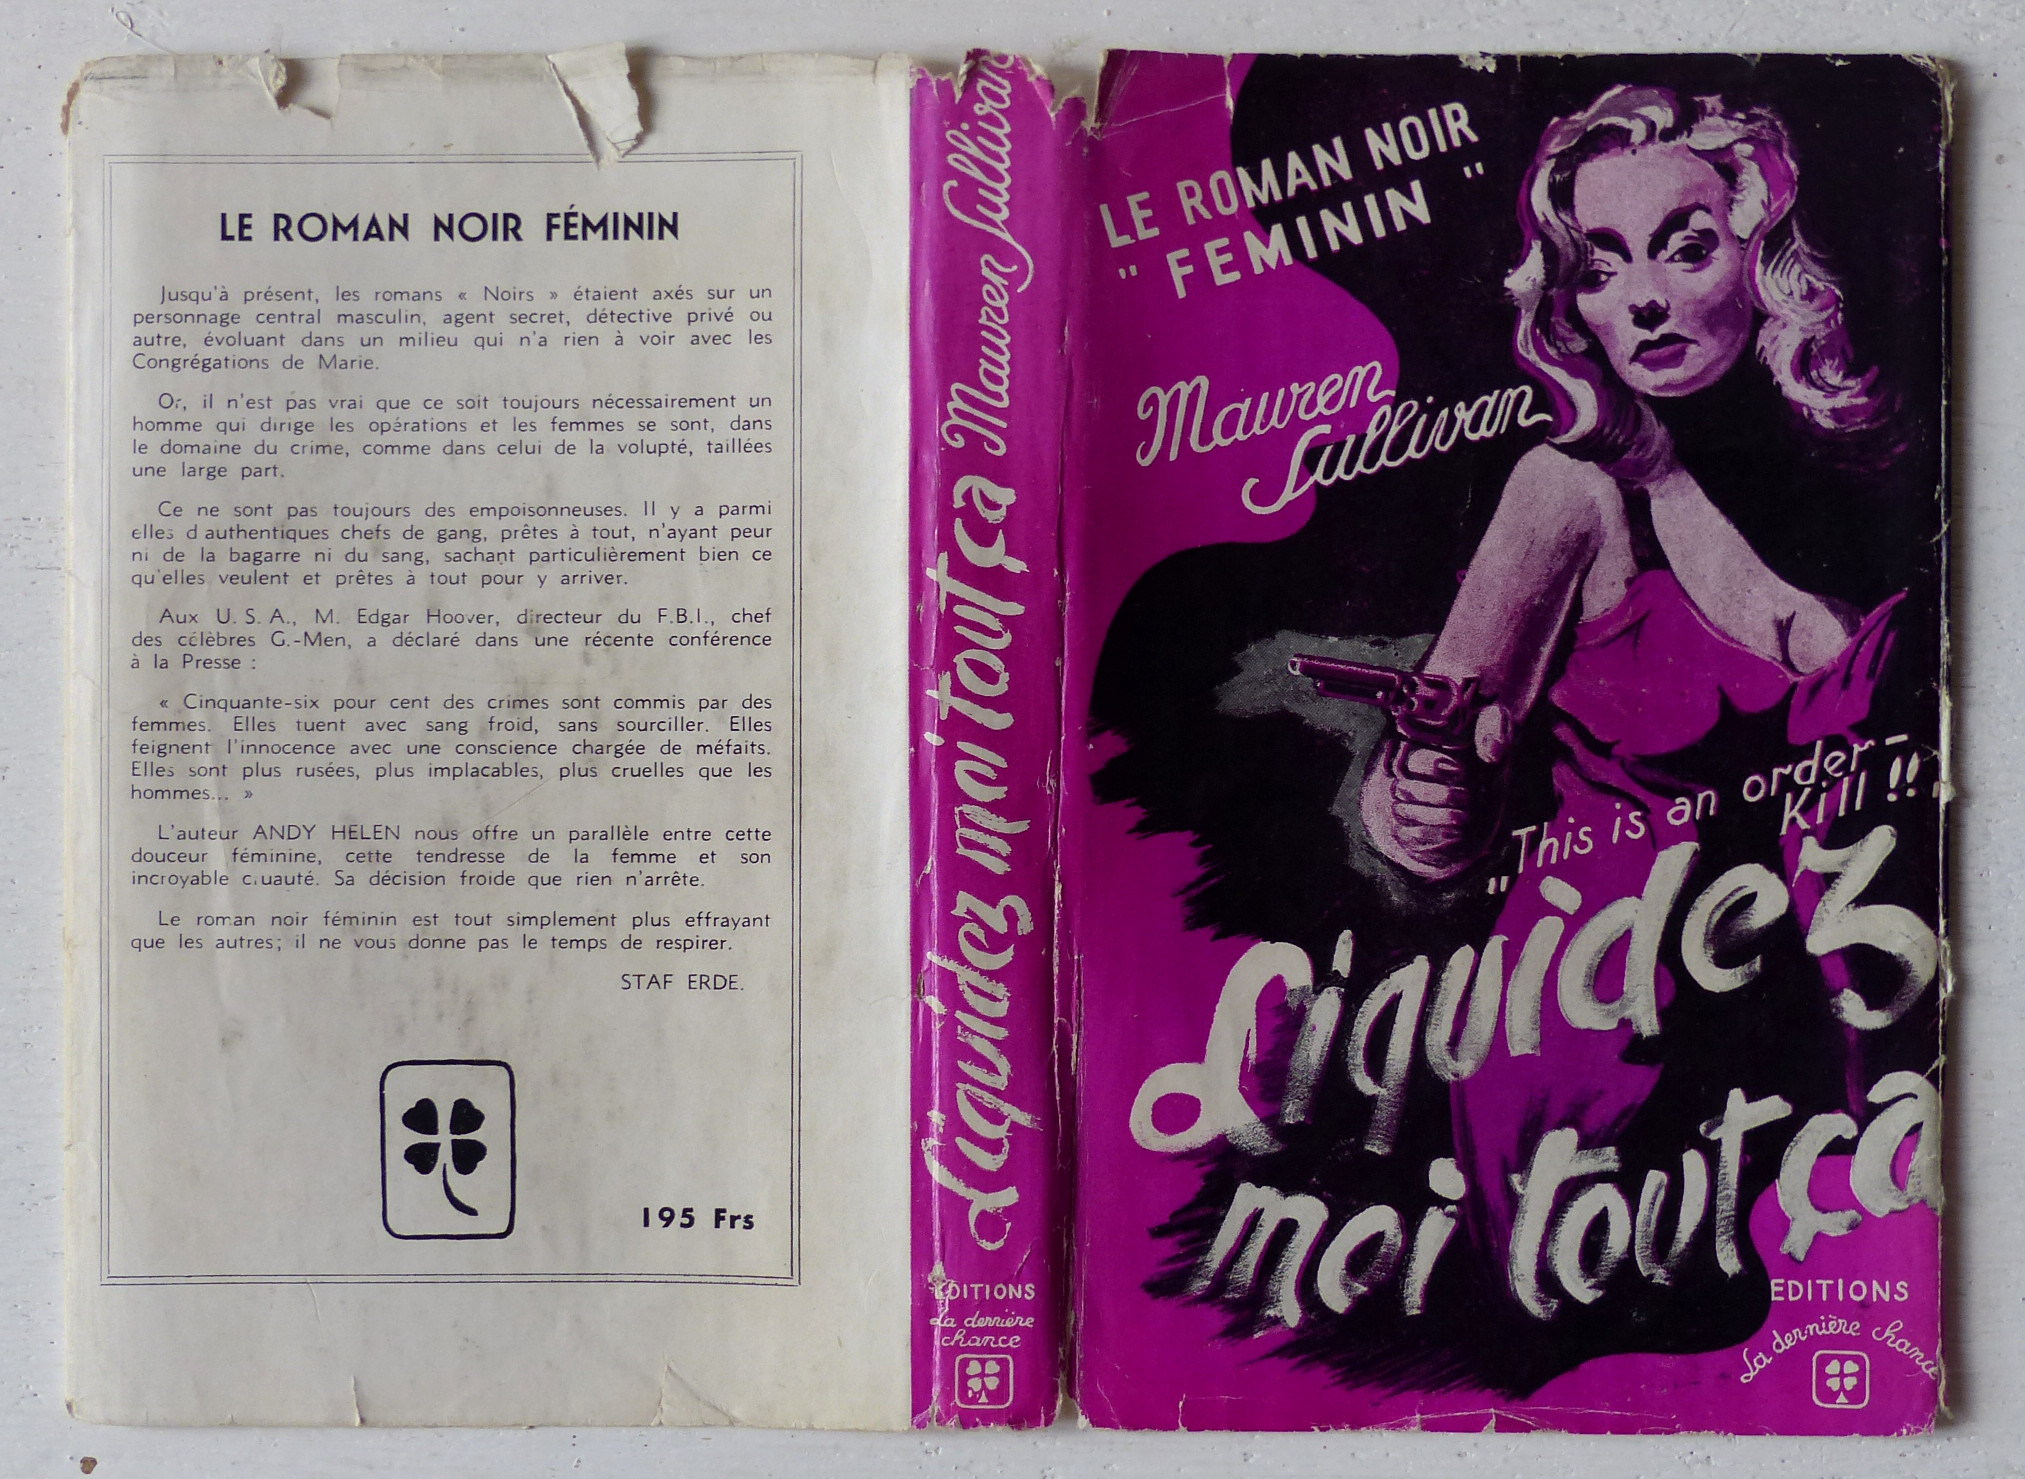 LE ROMAN NOIR FÉMININ
Jusqu'à présent, les romans « Noirs » étaient axés sur un
personnage central masculin, agent secret, détective privé ou
autre, évoluant dans un milieu qui n'a rien à voir avec les
Congrégations de Marie.
Or, il n'est pas vrai que ce soit toujours nécessairement un
homme qui dirige les opérations et les femmes se sont, dans
le domaine du crime, comme dans celui de la volupté, taillées
une large part.
Ce ne sont pas toujours des empoisonneuses. Il y a parmi
elles d'authentiques chefs de gang, prêtes à tout, n'ayant peur
ni de la bagarre ni du sang, sachant particulièrement bien ce
qu'elles veulent et prêtes à tout pour y arriver.
Aux U. S. A., M. Edgar Hoover, directeur du F.B.I., chef
des célèbres G.-Men, a déclaré dans une récente conférence
à la Presse :
« Cinquante-six pour cent des crimes sont commis par des
femmes. Elles tuent avec sang froid, sans sourciller. Elles
feignent l'innocence avec une conscience chargée de méfaits.
Elles sont plus rusées, plus implacables, plus cruelles que les
hommes... »
L'auteur ANDY HELEN nous offre un parallèle entre cette
douceur féminine, cette tendresse de la femme et son
incroyable cruauté. Sa décision froide que rien n'arrête.
Le roman noir féminin est tout simplement plus effrayant
que les autres; il ne vous donne pas le temps de respirer.
STAF ERDE.
195 Frs
Liquidez moi tout ça Mauren Sullivan
EDITIONS
La dernière
chance
LE ROMAN NOIR
" FEMININ "
Mauren
Sullivan
"This is an order -
Kill !!"
Liquidez
moi tout ça
EDITIONS
La dernière chance